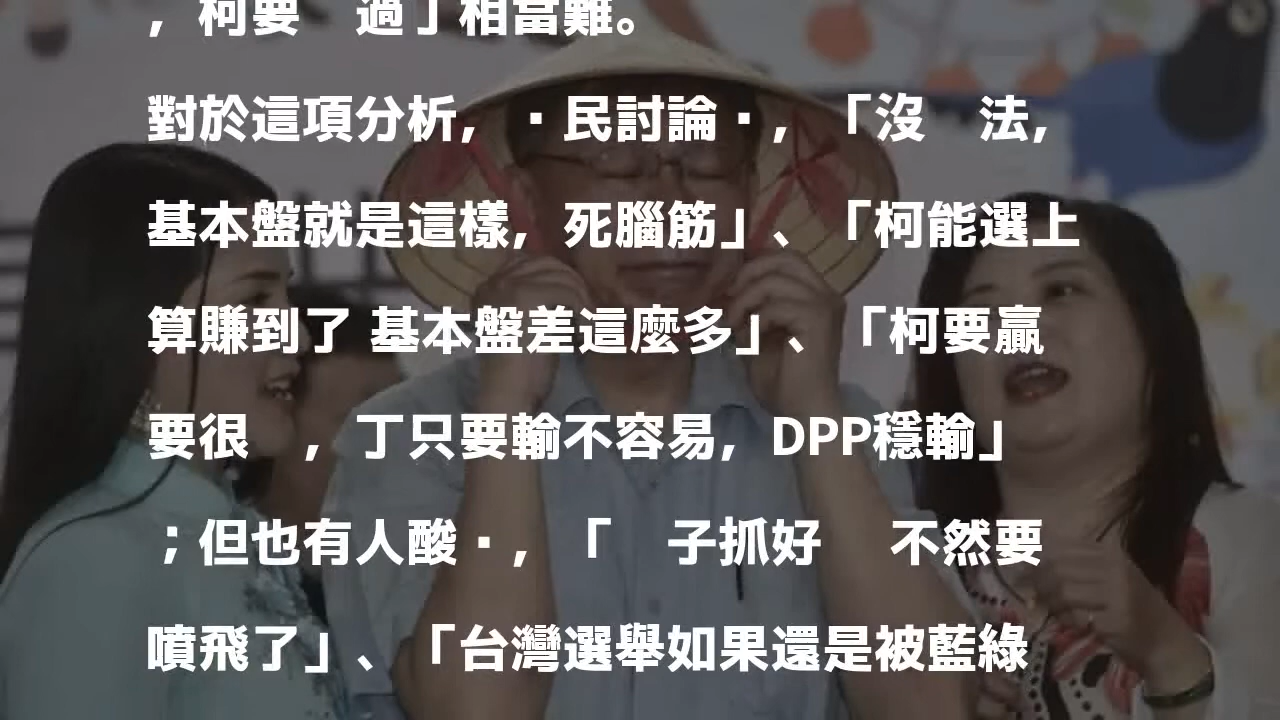 ，柯要　過丁相當難。
對於這項分析，▪民討論▪，「沒　法，
基本盤就是這樣，死腦筋」、「柯能選上
算賺到了 基本盤差這麼多」、「柯要贏
要很　，丁只要輸不容易，DPP穩輸」
；但也有人酸▪，「　子抓好　 不然要
噴飛了」、「台灣選舉如果還是被藍綠